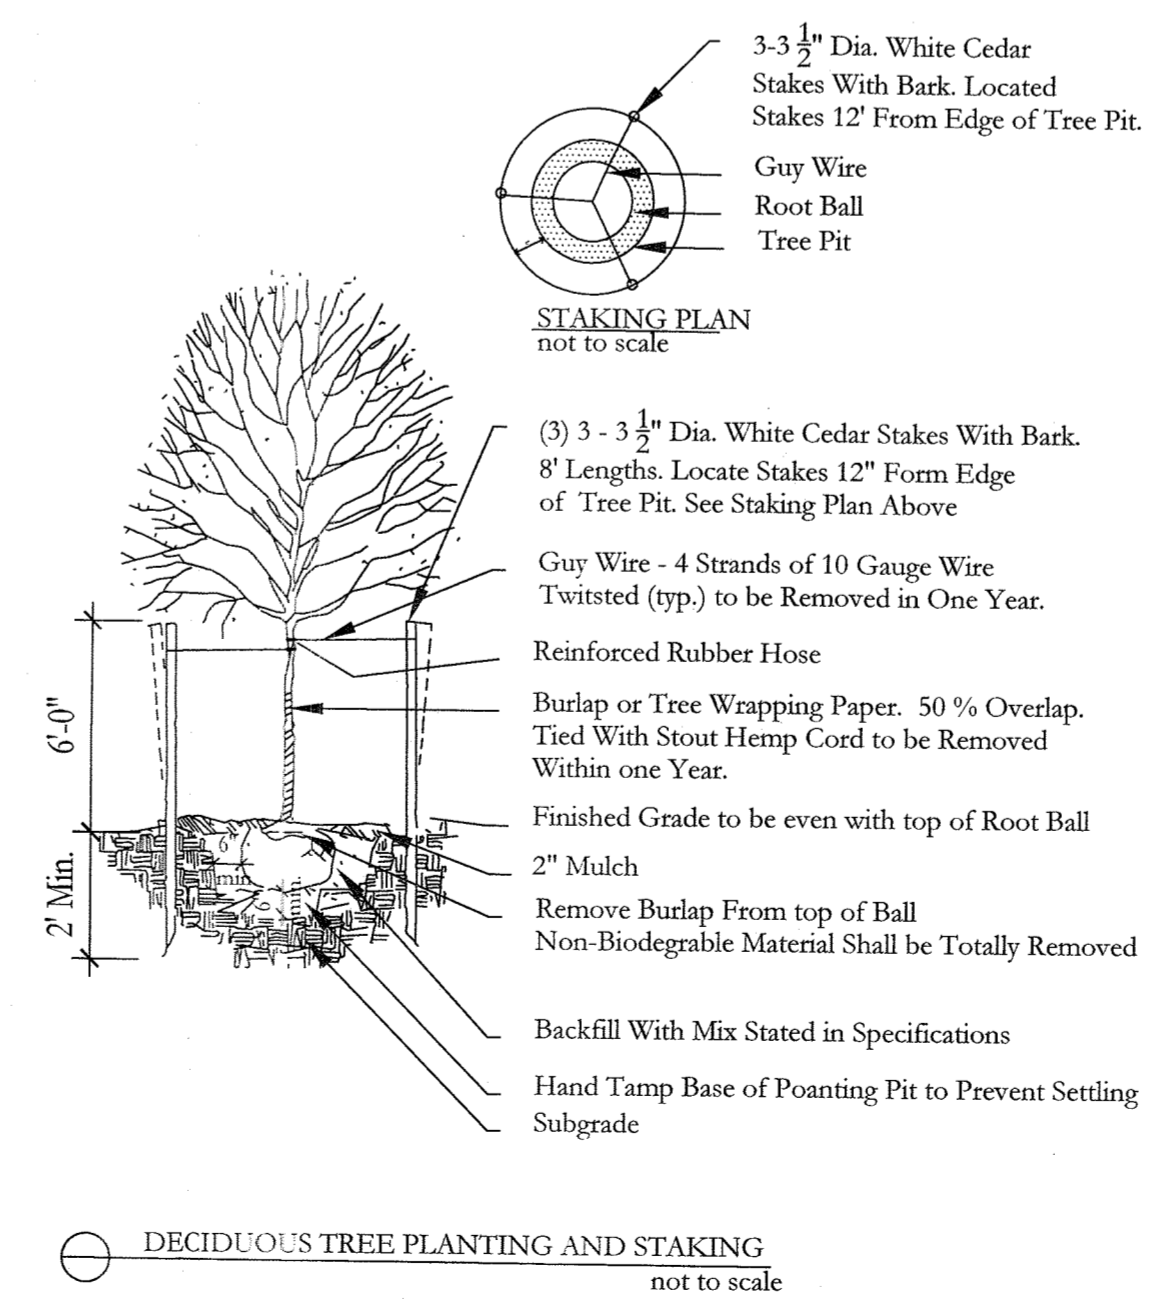 3-3 1/2" Dia. White Cedar
Stakes With Bark. Located
Stakes 12' From Edge of Tree Pit.
Guy Wire
Root Ball
Tree Pit
STAKING PLAN
not to scale
(3) 3 - 3 1/2" Dia. White Cedar Stakes With Bark.
8' Lengths. Locate Stakes 12" Form Edge
of Tree Pit. See Staking Plan Above
Guy Wire - 4 Strands of 10 Gauge Wire
Twitsted (typ.) to be Removed in One Year.
Reinforced Rubber Hose
6'-0"
Burlap or Tree Wrapping Paper. 50 % Overlap.
Tied With Stout Hemp Cord to be Removed
Within one Year.
Finished Grade to be even with top of Root Ball
6"
min
2" Mulch
2' Min.
Remove Burlap From top of Ball
Non-Biodegrable Material Shall be Totally Removed
Backfill With Mix Stated in Specifications
Hand Tamp Base of Poanting Pit to Prevent Settling
Subgrade
DECIDUOUS TREE PLANTING AND STAKING
not to scale